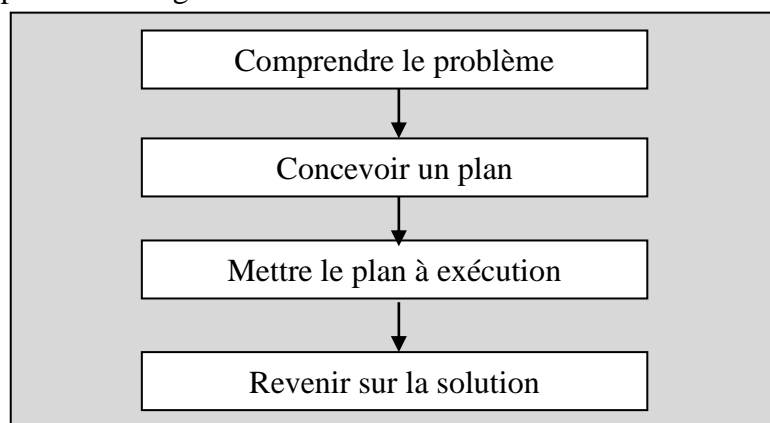 Comprendre le problème
Concevoir un plan
Mettre le plan à exécution
Revenir sur la solution